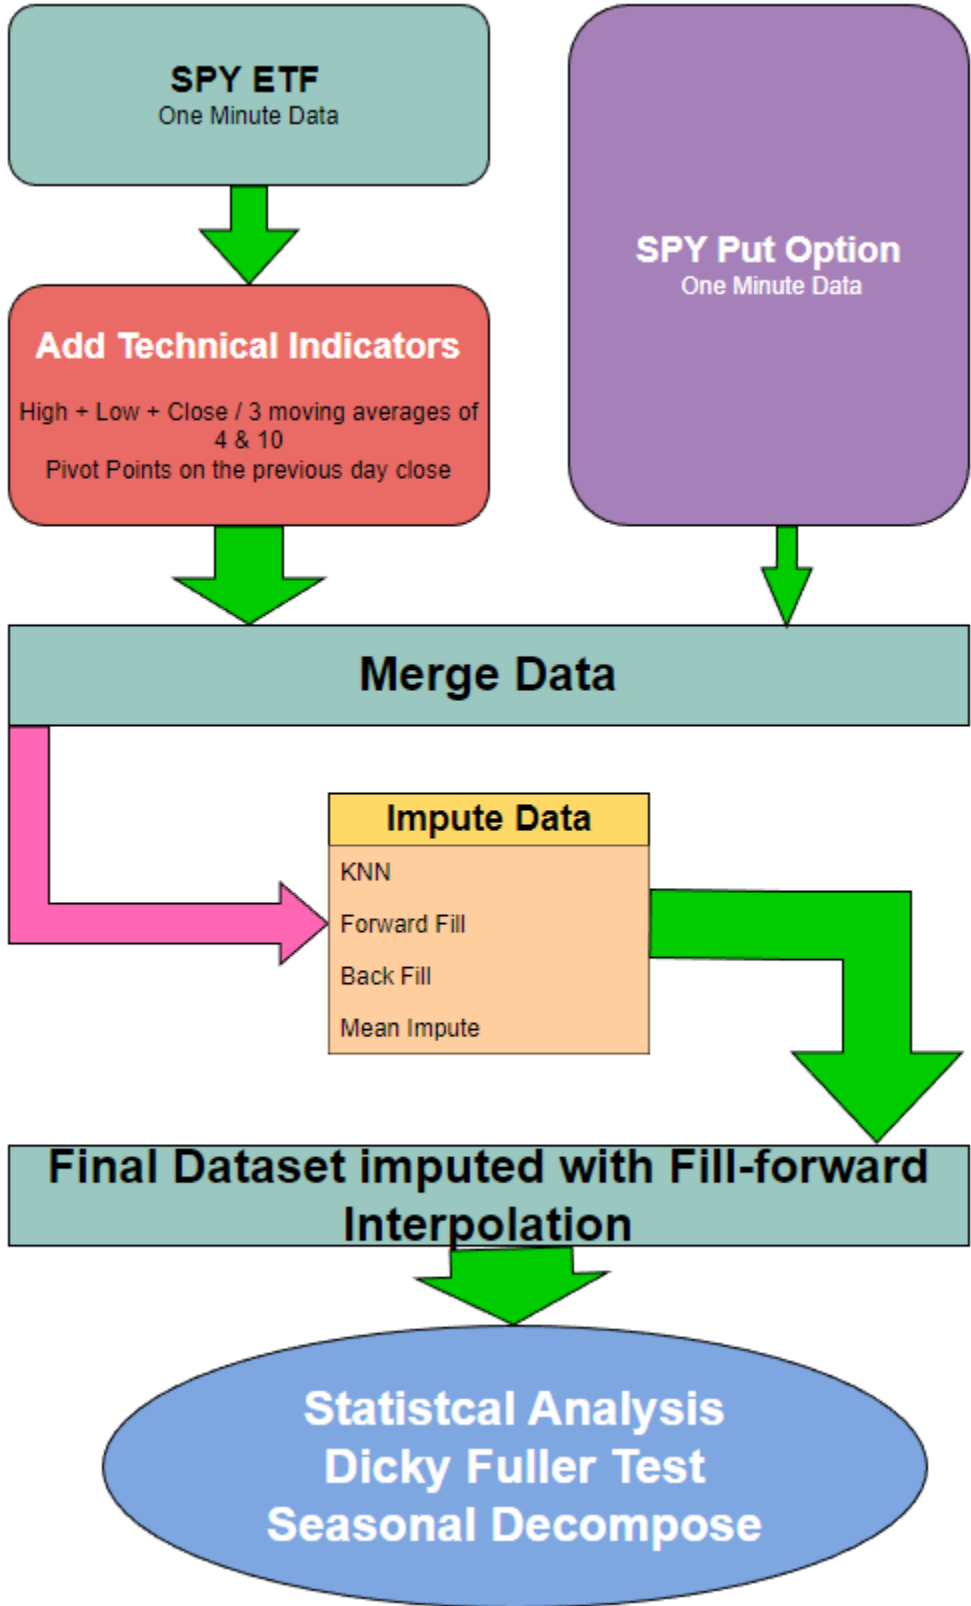 SPY ETF
One Minute Data
SPY Put Option
One Minute Data
Add Technical Indicators
High + Low + Close / 3 moving averages of
4 & 10
Pivot Points on the previous day close
Merge Data
Impute Data
KNN
Forward Fill
Back Fill
Mean Impute
Final Dataset imputed with Fill-forward
Interpolation
Statistcal Analysis
Dicky Fuller Test
Seasonal Decompose